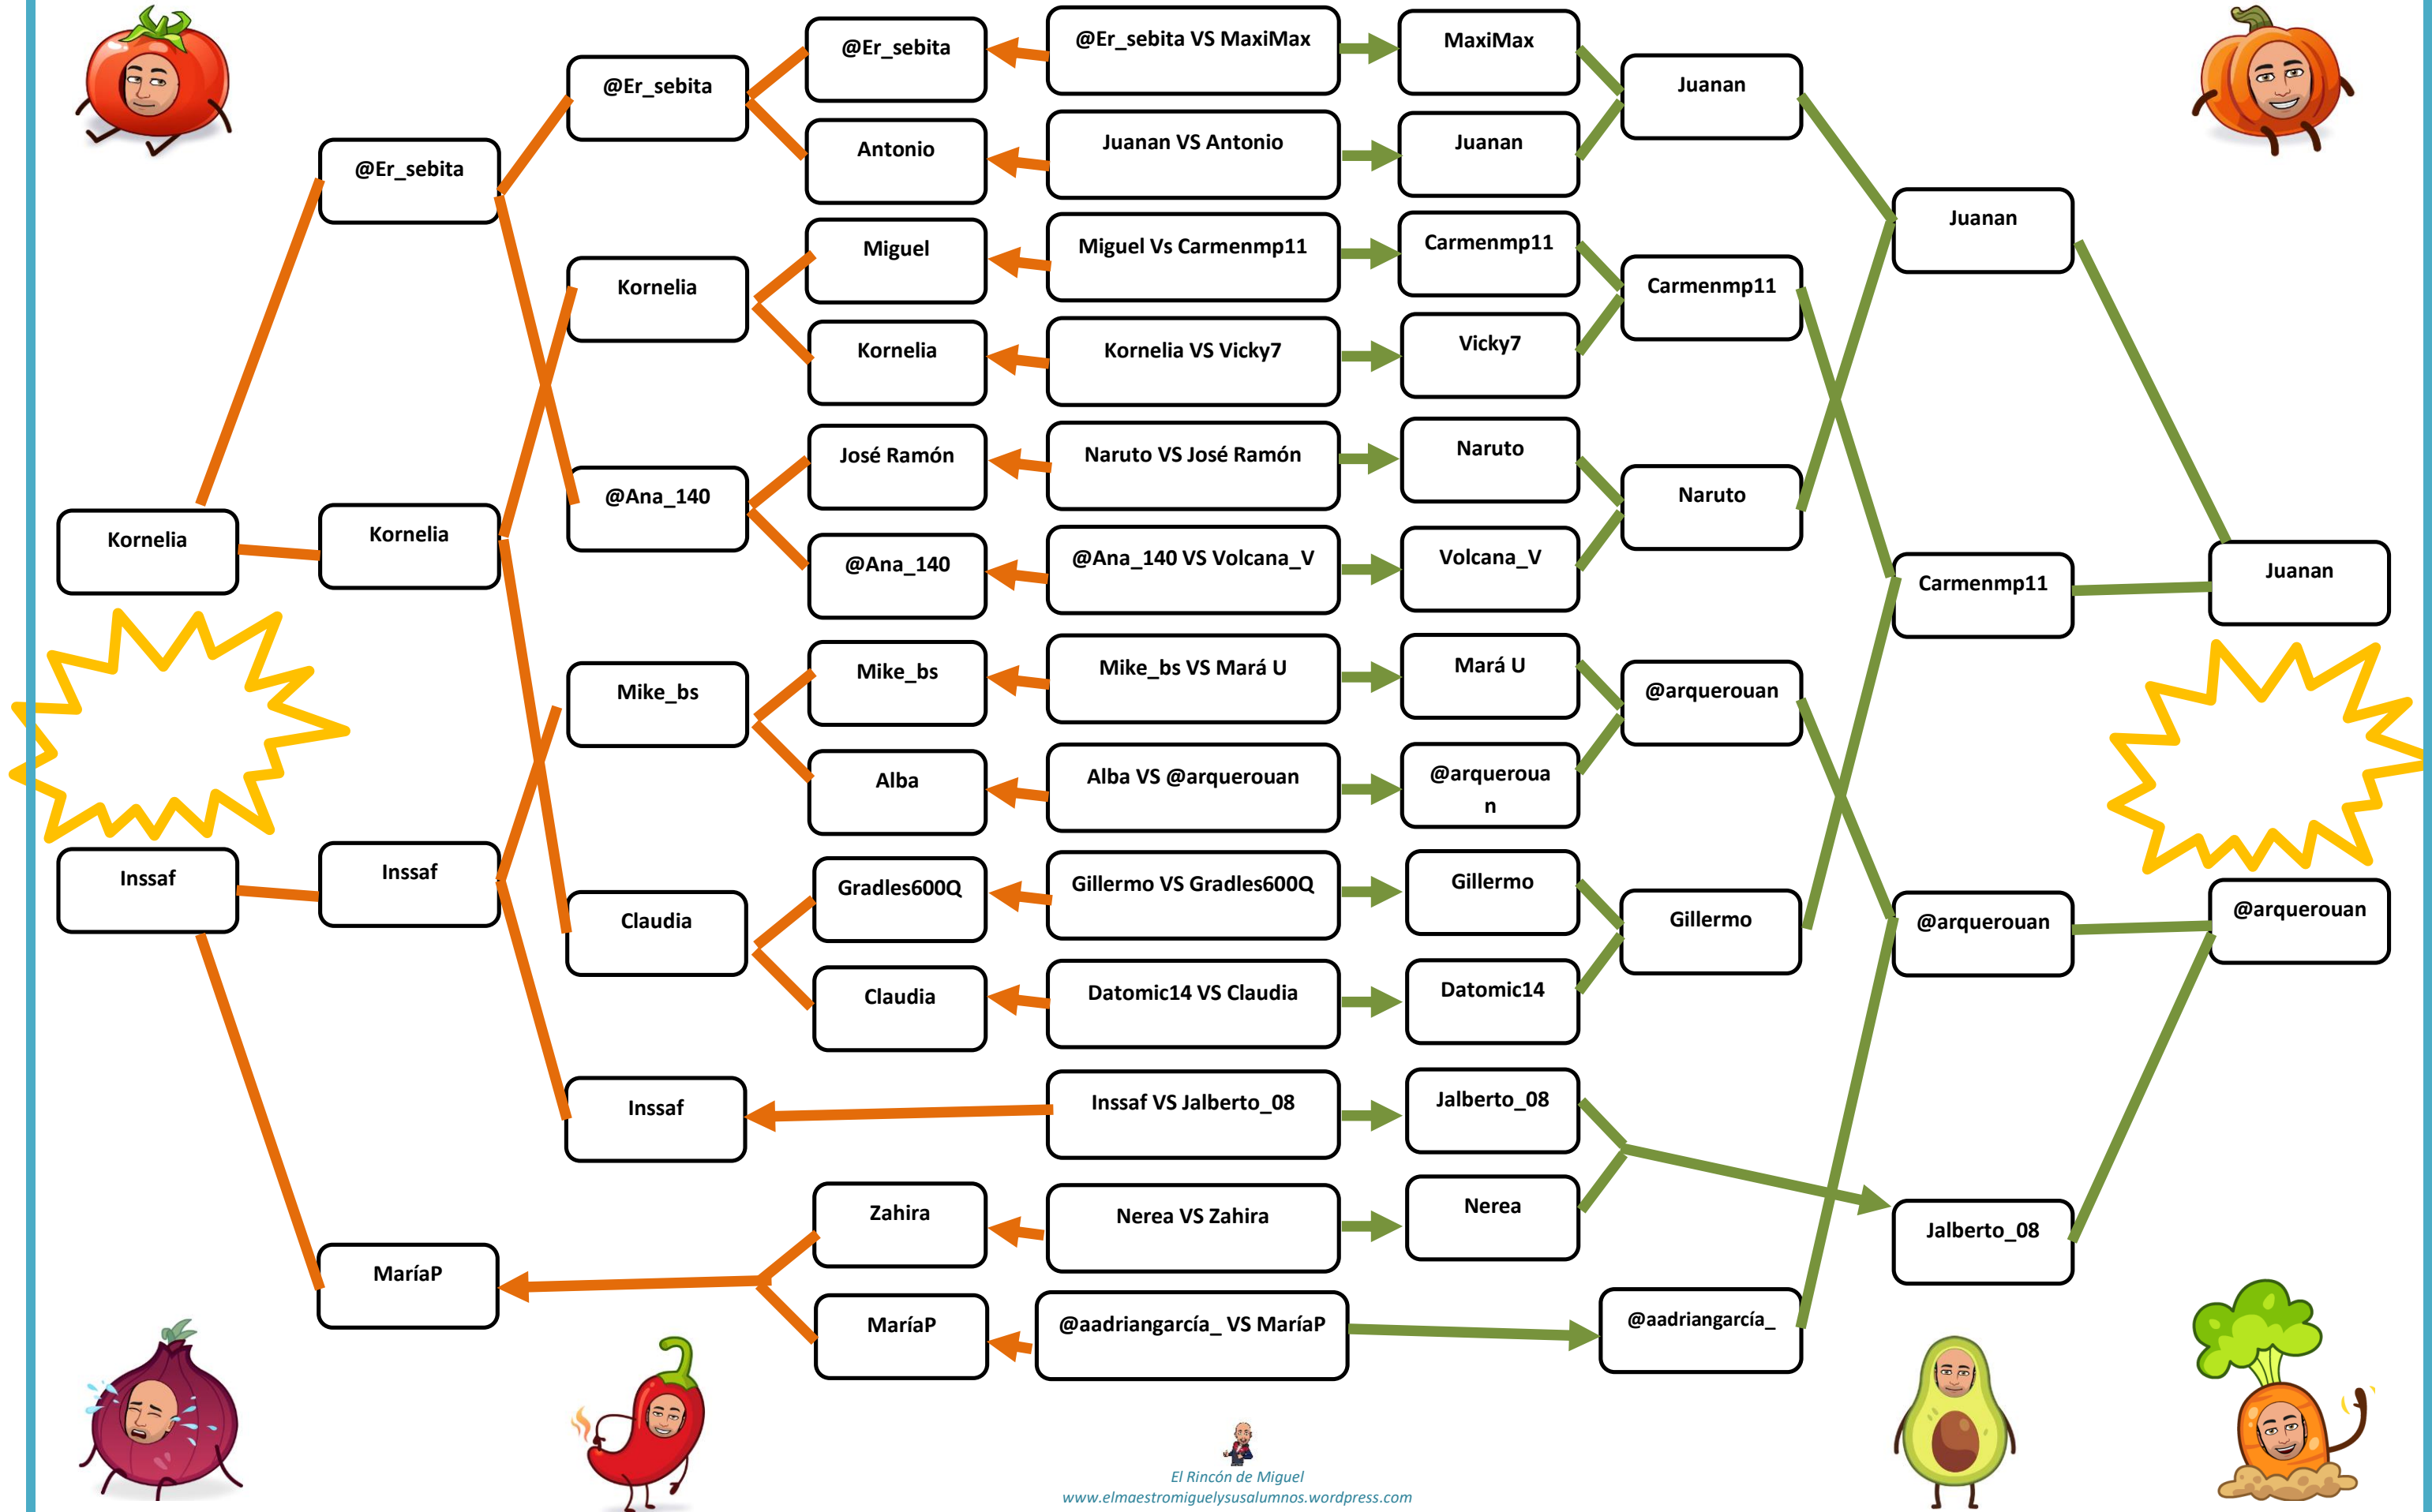 @Er_sebita
@Er_sebita VS MaxiMax
MaxiMax
@Er_sebita
Juanan
Antonio
Juanan VS Antonio
Juanan
@Er_sebita
Juanan
Miguel
Miguel Vs Carmenmp11
Carmenmp11
Kornelia
Carmenmp11
Kornelia
Kornelia VS Vicky7
Vicky7
José Ramón
Naruto VS José Ramón
Naruto
@Ana_140
Naruto
Kornelia
Kornelia
@Ana_140
@Ana_140 VS Volcana_V
Volcana_V
Carmenmp11
Juanan
Mike_bs
Mike_bs VS Mará U
Mará U
Mike_bs
@arquerouan
Alba
Alba VS @arquerouan
@arqueroua
n
Inssaf
Inssaf
Gradles600Q
Gillermo VS Gradles600Q
Gillermo
@arquerouan
Claudia
Gillermo
@arquerouan
Claudia
Datomic14 VS Claudia
Datomic14
Inssaf
Inssaf VS Jalberto_08
Jalberto_08
Zahira
Nerea VS Zahira
Nerea
Jalberto_08
MaríaP
MaríaP
@aadriangarcía_ VS MaríaP
@aadriangarcía_
El Rincón de Miguel
www.elmaestromiguelysusalumnos.wordpress.com